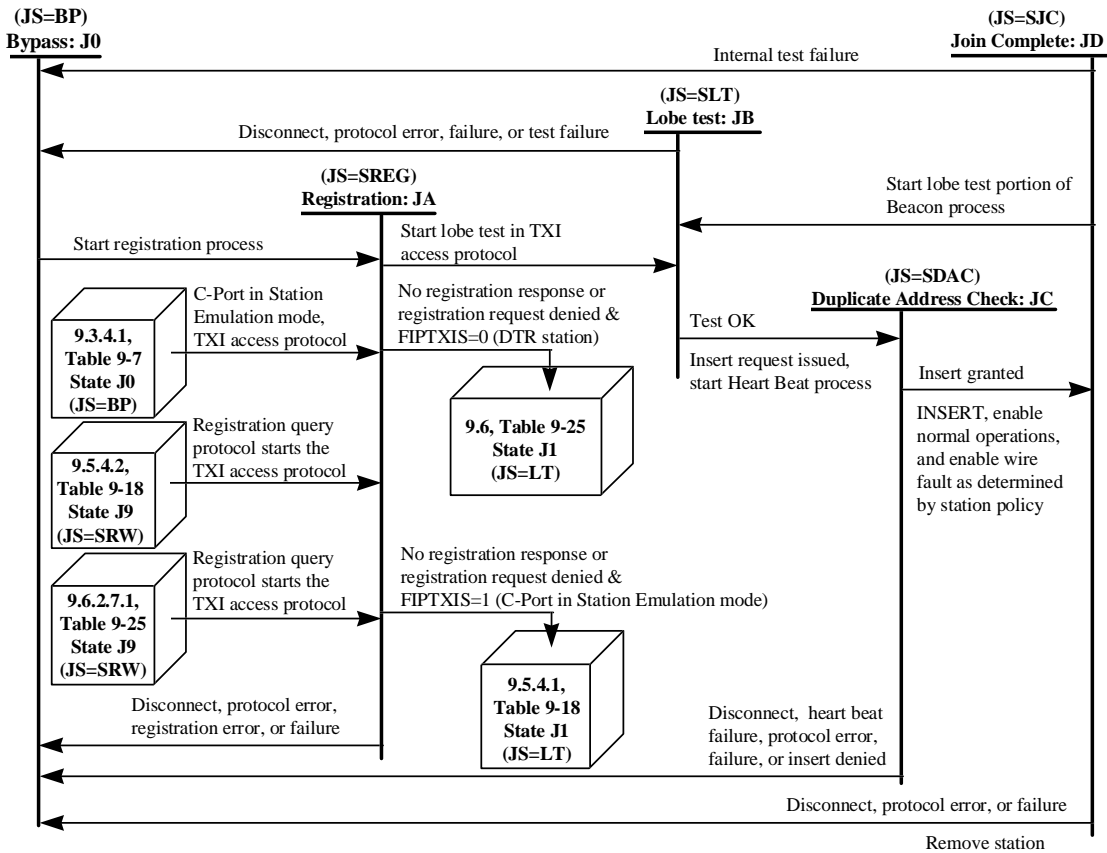 (JS=BP)
Bypass: J0
(JS=SJC)
Join Complete: JD
Internal test failure
(JS=SLT)
Lobe test: JB
Disconnect, protocol error, failure, or test failure
(JS=SREG)
Registration: JA
Start lobe test portion of
Beacon process
Start registration process
Start lobe test in TXI
access protocol
(JS=SDAC)
Duplicate Address Check: JC
C-Port in Station
Emulation mode,
TXI access protocol
9.3.4.1,
Table 9-7
State J0
(JS=BP)
No registration response or
registration request denied &
FIPTXIS=0 (DTR station)
Test OK
Insert request issued,
start Heart Beat process
Insert granted
INSERT, enable
normal operations,
and enable wire
fault as determined
by station policy
9.6, Table 9-25
State J1
(JS=LT)
Registration query
protocol starts the
TXI access protocol
9.5.4.2,
Table 9-18
State J9
(JS=SRW)
Registration query
protocol starts the
TXI access protocol
9.6.2.7.1,
Table 9-25
State J9
(JS=SRW)
No registration response or
registration request denied &
FIPTXIS=1 (C-Port in Station Emulation mode)
9.5.4.1,
Table 9-18
State J1
(JS=LT)
Disconnect, protocol error,
registration error, or failure
Disconnect, heart beat
failure, protocol error,
failure, or insert denied
Disconnect, protocol error, or failure
Remove station